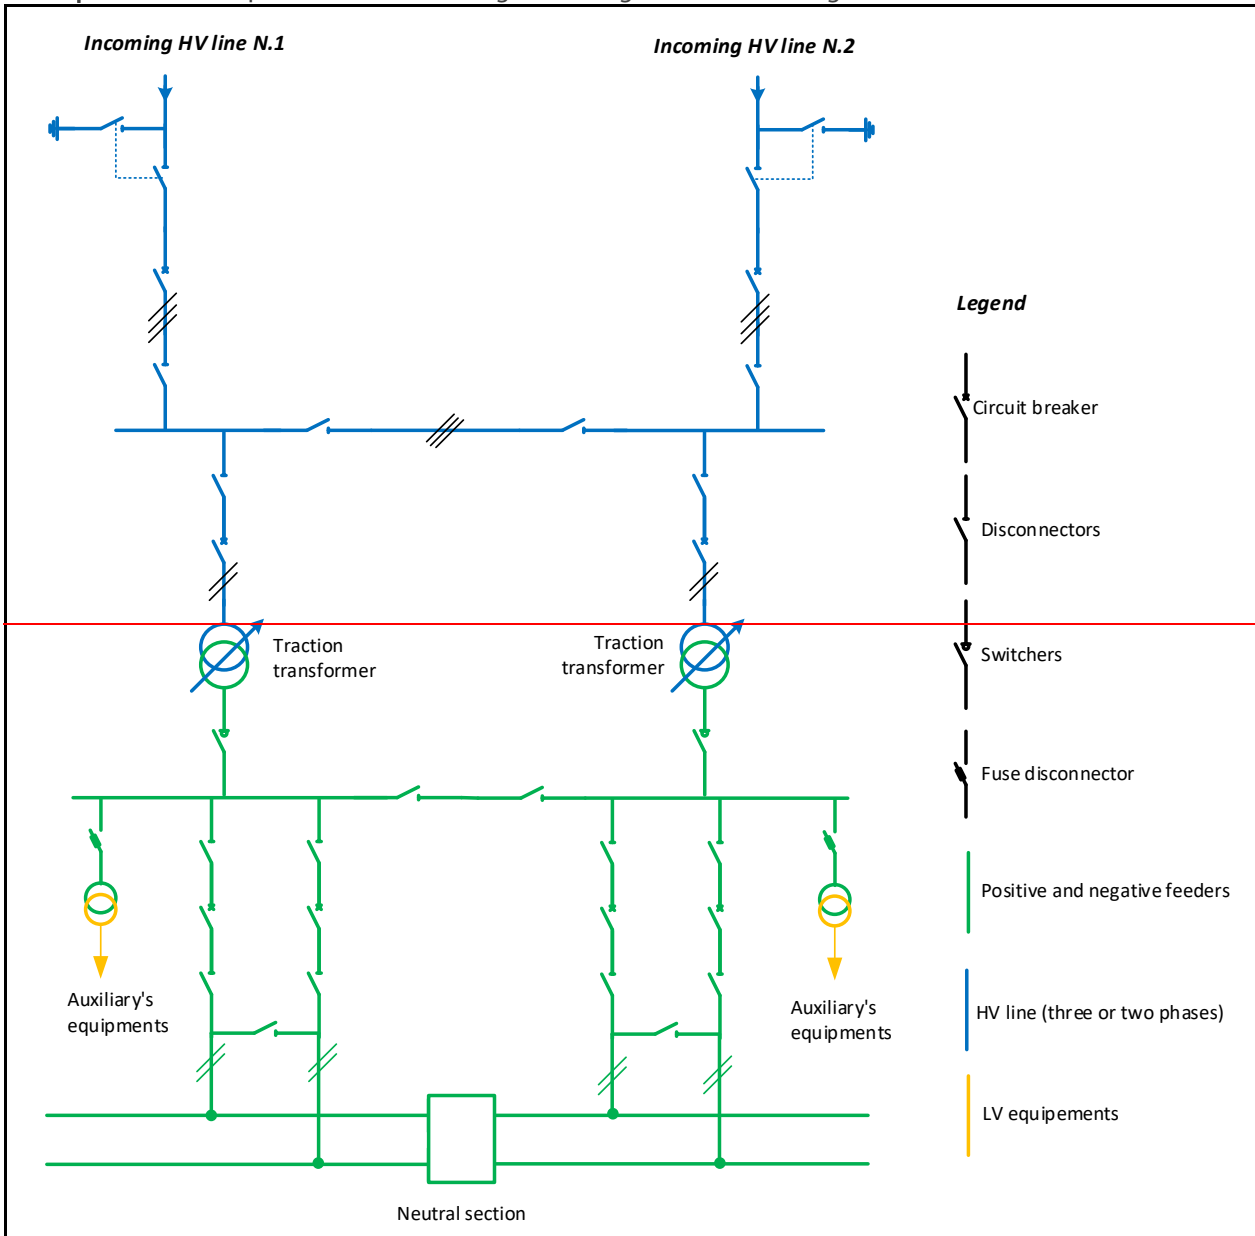 Incoming HV line N.1
Incoming HV line N.2
Legend
Circuit breaker
Disconnectors
Switchers
Fuse disconnector
Positive and negative feeders
HV line (three or two phases)
LV equipements
Traction
transformer
Traction
transformer
Auxiliary's
equipments
Auxiliary's
equipments
Neutral section